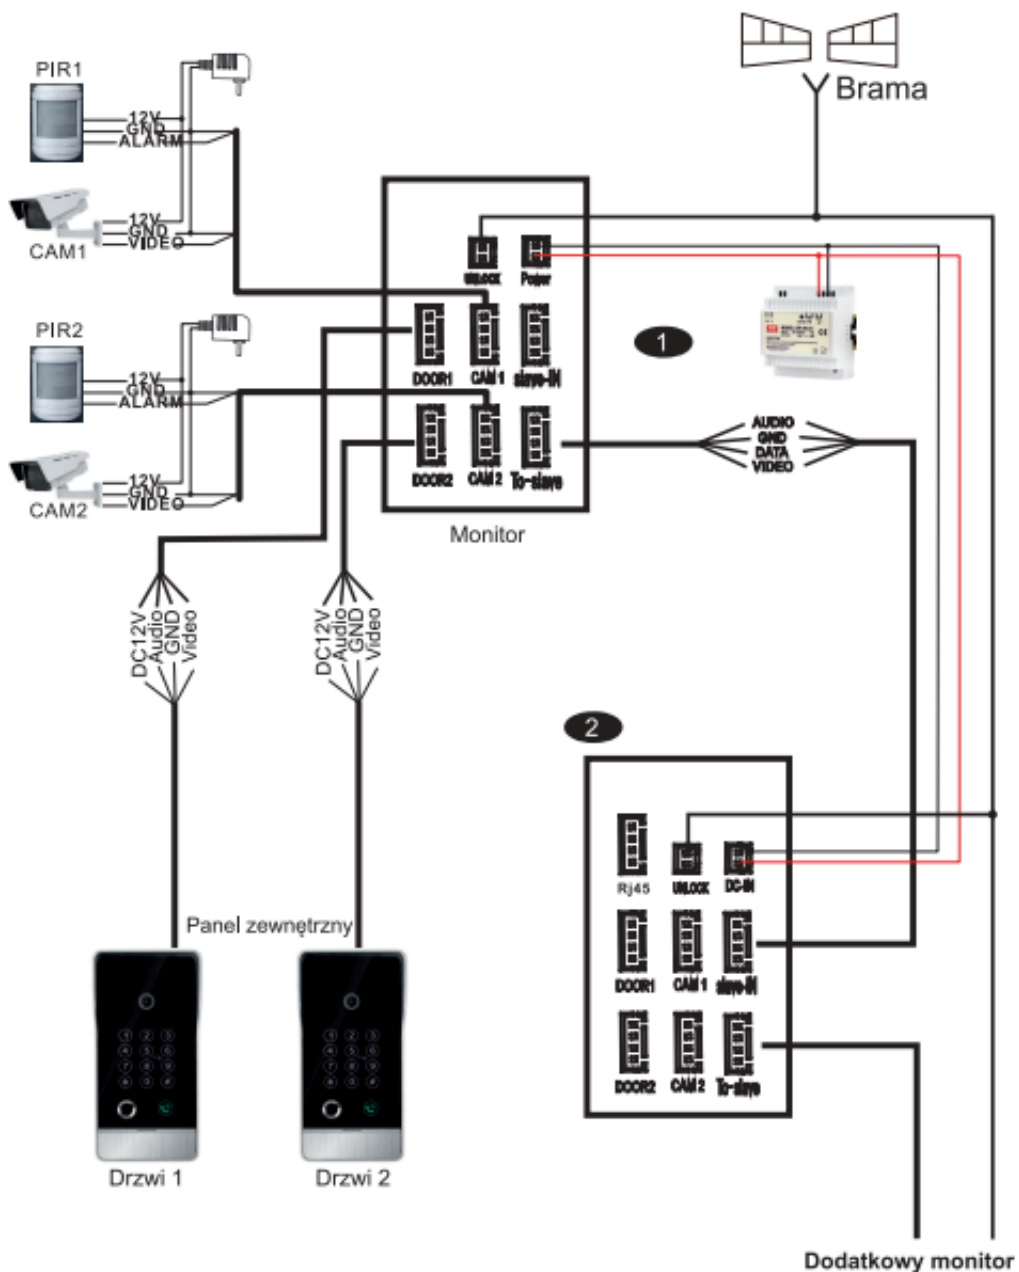 PIR1
12V
GND
ALARM
CAM1
12V
GND
VIDEO
Brama
UNLOCK
Power
PIR2
12V
GND
ALARM
DOOR1
CAM 1
slave-IN
1
CAM2
12V
GND
VIDEO
DOOR2
CAM 2
To-slave
AUDIO
GND
DATA
VIDEO
Monitor
DC12V
Audio
GND
Video
DC12V
Audio
GND
Video
2
Rj45
UNLOCK
DC-IN
Panel zewnętrzny
DOOR1
CAM 1
slave-IN
DOOR2
CAM 2
To-slave
Drzwi 1
Drzwi 2
Dodatkowy monitor